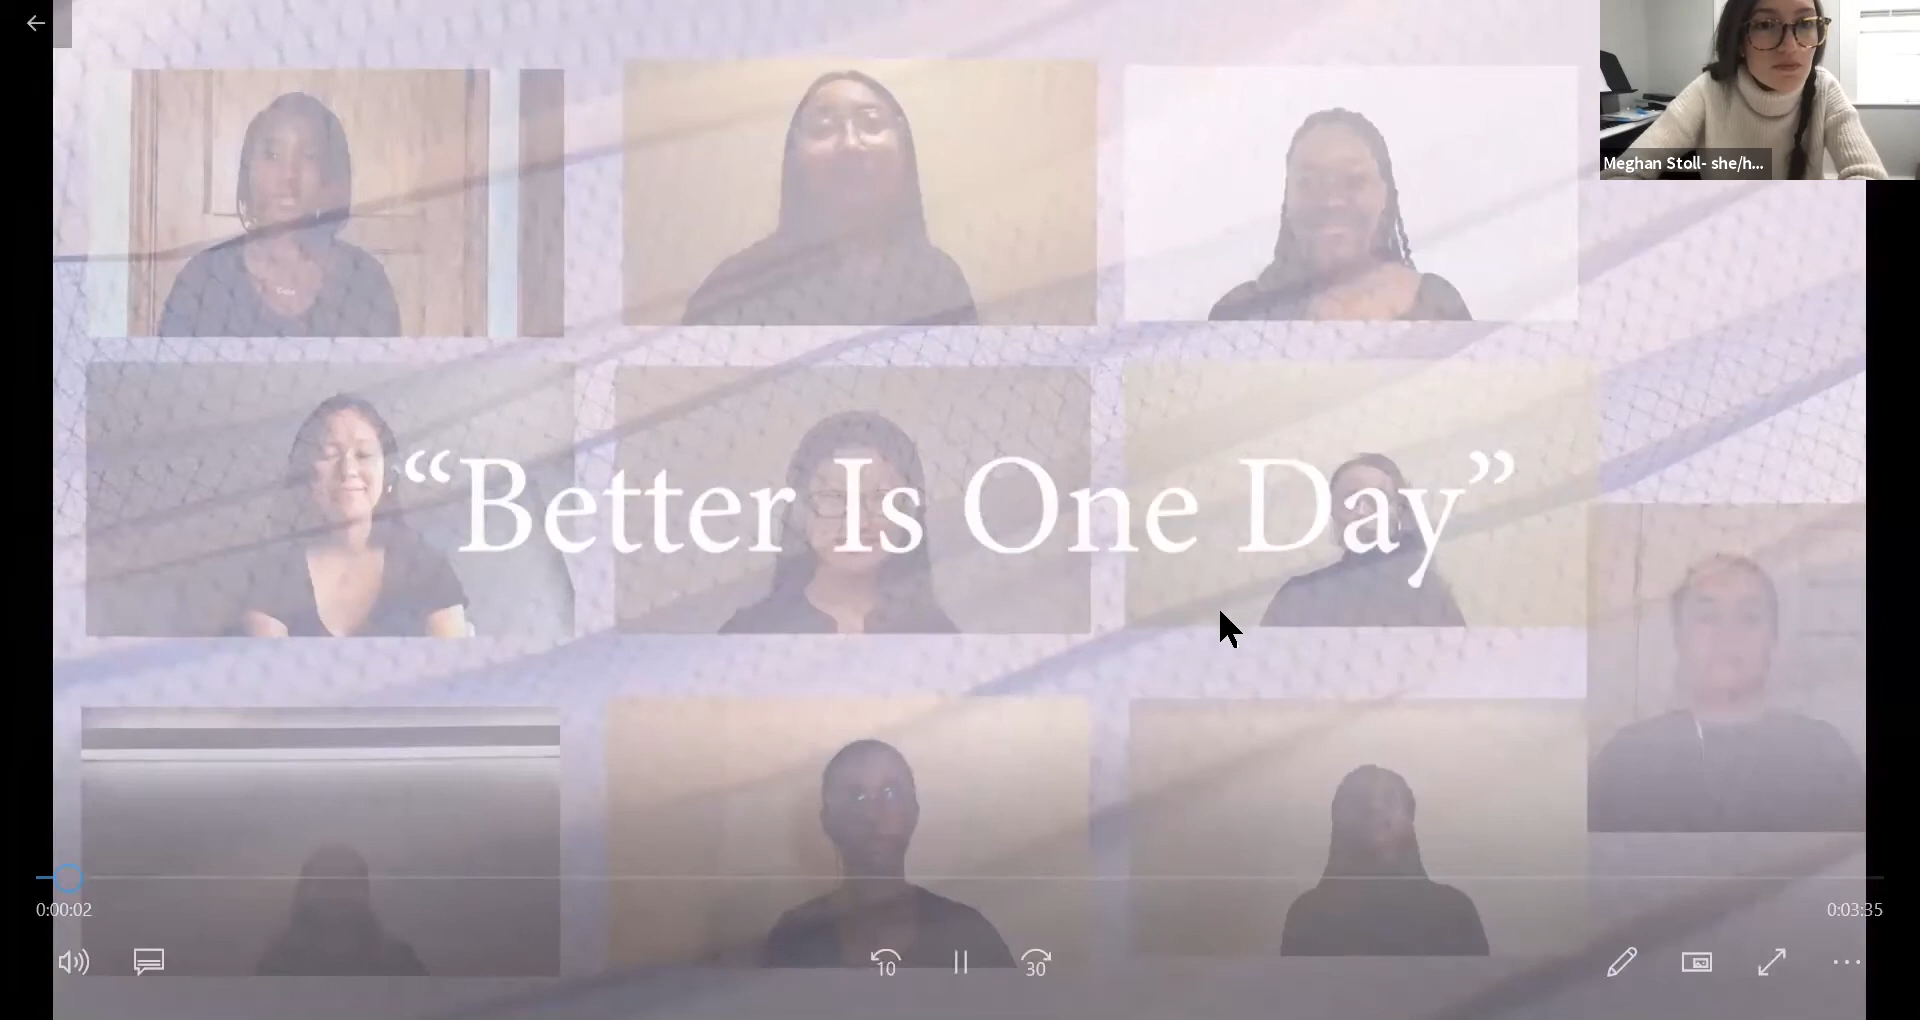 Meghan Stoll- she/h...
“Better Is One Day”
0:00:02
0:03:35
10
30